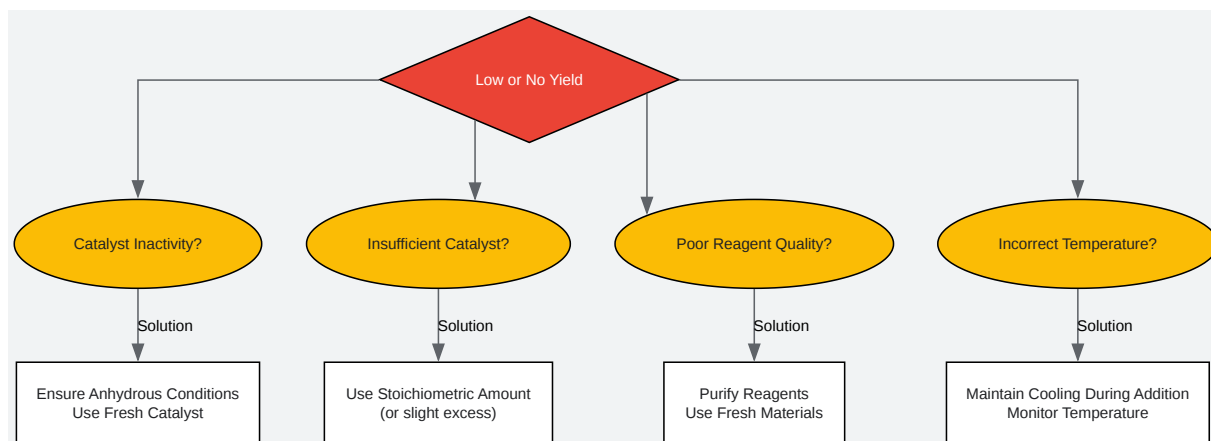 Low or No Yield
Catalyst Inactivity?
Insufficient Catalyst?
Poor Reagent Quality?
Incorrect Temperature?
Solution
Solution
Solution
Solution
Ensure Anhydrous Conditions
Use Fresh Catalyst
Use Stoichiometric Amount
(or slight excess)
Purify Reagents
Use Fresh Materials
Maintain Cooling During Addition
Monitor Temperature